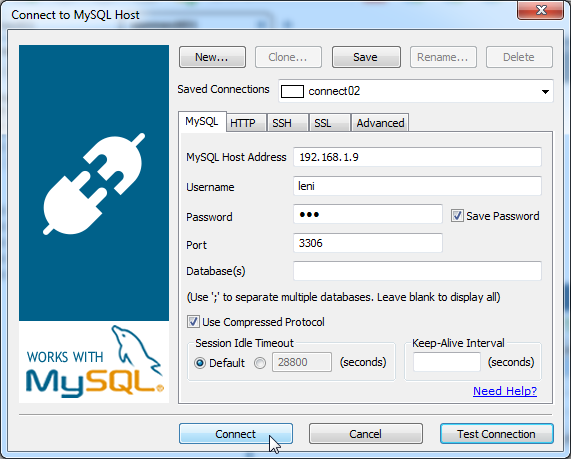 Connect to MySQL Host
New... Clone... Save Rename... Delete
Saved Connections connect02
MySQL HTTP SSH SSL Advanced
MySQL Host Address 192.168.1.9
Username leni
Password ●●● Save Password
Port 3306
Database(s)
(Use ';' to separate multiple databases. Leave blank to display all)
Use Compressed Protocol
Session Idle Timeout Keep-Alive Interval
Default 28800 (seconds) (seconds)
Need Help?
WORKS WITH
MySQL®
Connect Cancel Test Connection